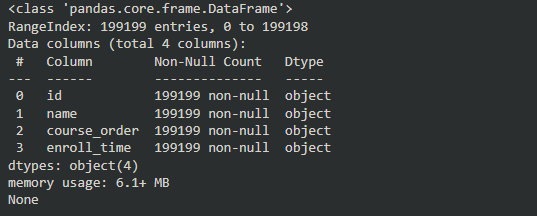 <class 'pandas.core.frame.DataFrame'>
RangeIndex: 199199 entries, 0 to 199198
Data columns (total 4 columns):
 #   Column        Non-Null Count   Dtype
---  ------        --------------   -----
 0   id            199199 non-null  object
 1   name          199199 non-null  object
 2   course_order  199199 non-null  object
 3   enroll_time   199199 non-null  object
dtypes: object(4)
memory usage: 6.1+ MB
None